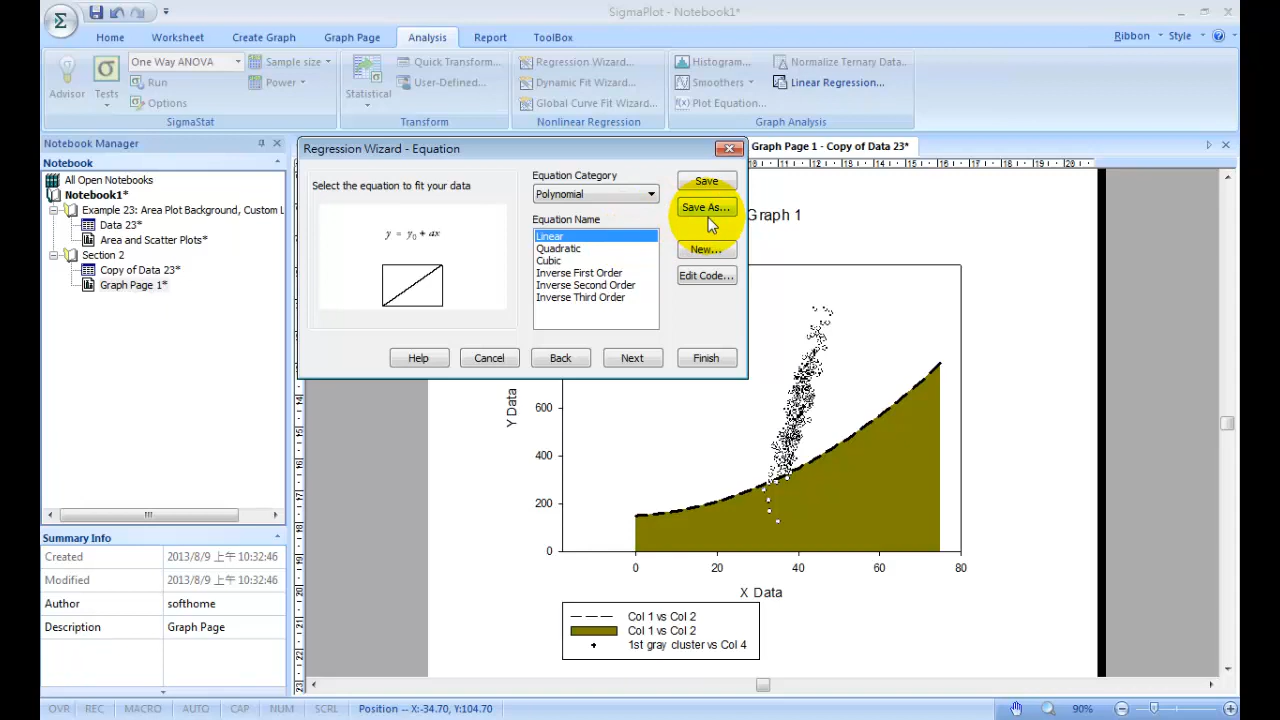 SigmaPlot - Notebook1*
Home Worksheet Create Graph Graph Page Analysis Report ToolBox Ribbon Style
Advisor
Tests
One Way ANOVA
Run
Options
Sample size
Power
SigmaStat
Statistical
Quick Transform...
User-Defined...
Transform
Regression Wizard...
Dynamic Fit Wizard...
Global Curve Fit Wizard...
Nonlinear Regression
Histogram...
Smoothers
Plot Equation...
Normalize Ternary Data..
Linear Regression...
Graph Analysis
Notebook Manager
Notebook
All Open Notebooks
Notebook1*
Example 23: Area Plot Background, Custom L
Data 23*
Area and Scatter Plots*
Section 2
Copy of Data 23*
Graph Page 1*
Summary Info
Created 2013/8/9 上午 10:32:46
Modified 2013/8/9 上午 10:32:46
Author softhome
Description Graph Page
Graph Page 1 - Copy of Data 23*
Regression Wizard - Equation
Select the equation to fit your data
y = y0 + ax
Equation Category
Polynomial
Equation Name
Linear
Quadratic
Cubic
Inverse First Order
Inverse Second Order
Inverse Third Order
Save
Save As...
New...
Edit Code...
Help Cancel Back Next Finish
Graph 1
Y Data
600
400
200
0
0 20 40 60 80
X Data
Col 1 vs Col 2
Col 1 vs Col 2
1st gray cluster vs Col 4
OVR REC MACRO AUTO CAP NUM SCRL Position -- X:-34.70, Y:104.70 90%